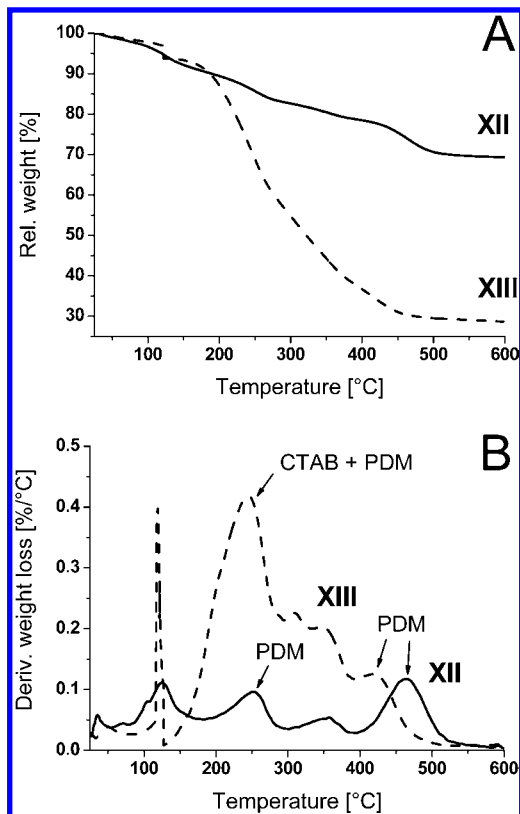 A
100
90
80
70
60
50
40
30
Rel. weight [%]
XII
XIII
100 200 300 400 500 600
Temperature [°C]
B
0.5
0.4
0.3
0.2
0.1
0.0
Deriv. weight loss [%/°C]
CTAB + PDM
XIII
PDM
PDM
XII
100 200 300 400 500 600
Temperature [°C]